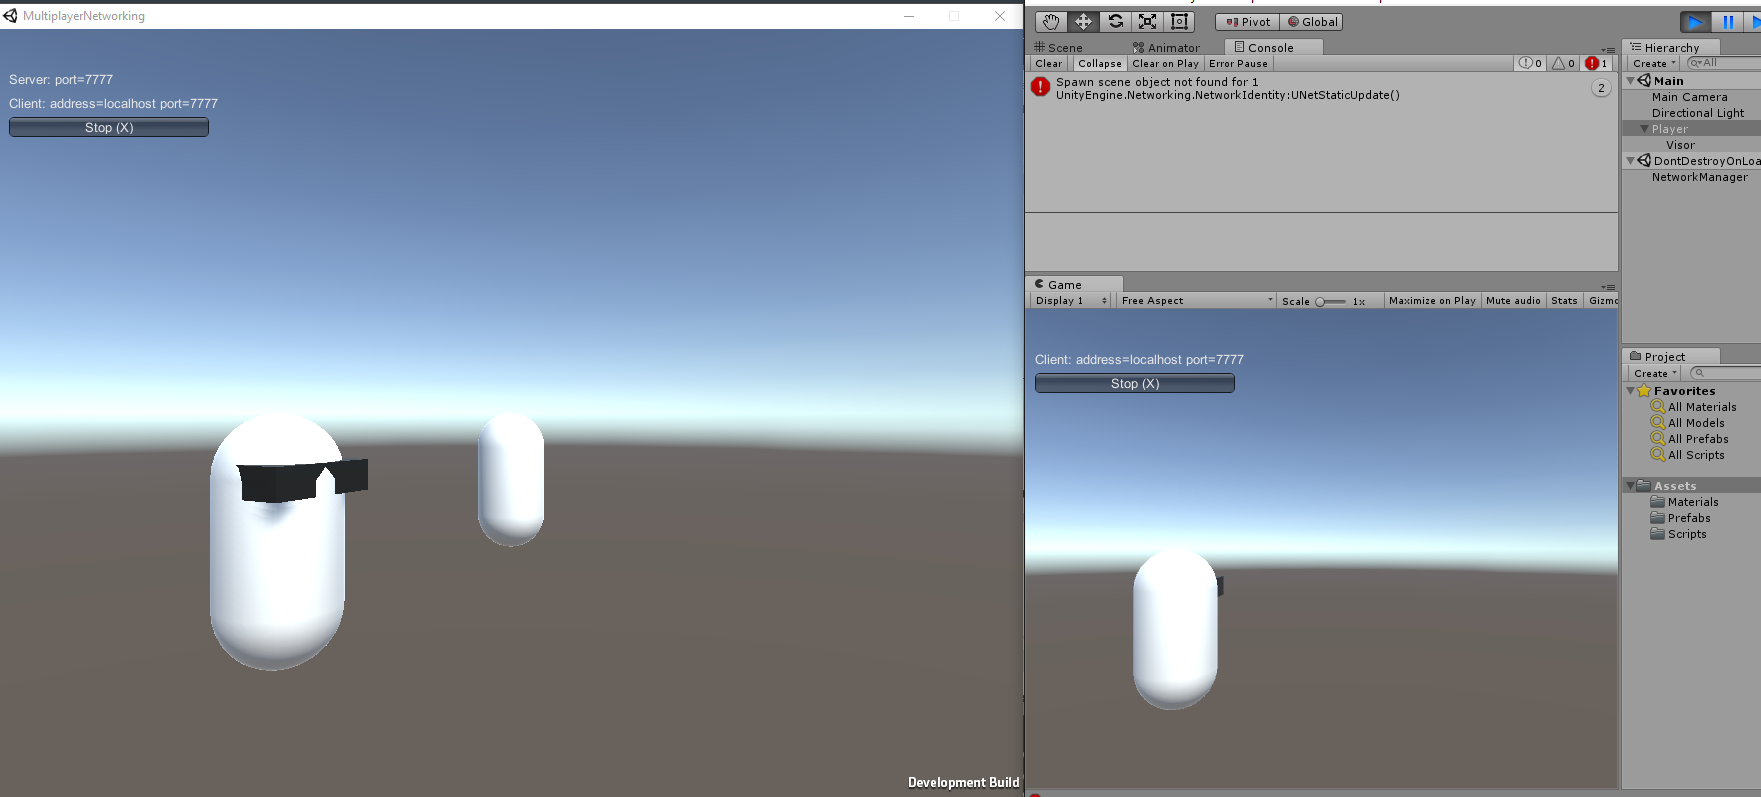 MultiplayerNetworking
Server: port=7777
Client: address=localhost port=7777
Stop (X)
Development Build
Pivot Global
Scene Animator Console
Clear Collapse Clear on Play Error Pause 0 0 1
Spawn scene object not found for 1
UnityEngine.Networking.NetworkIdentity:UNetStaticUpdate()
2
Game
Display 1 Free Aspect Scale 1x Maximize on Play Mute audio Stats Gizmo
Client: address=localhost port=7777
Stop (X)
Hierarchy
Create All
Main
Main Camera
Directional Light
Player
Visor
DontDestroyOnLoa
NetworkManager
Project
Create
Favorites
All Materials
All Models
All Prefabs
All Scripts
Assets
Materials
Prefabs
Scripts